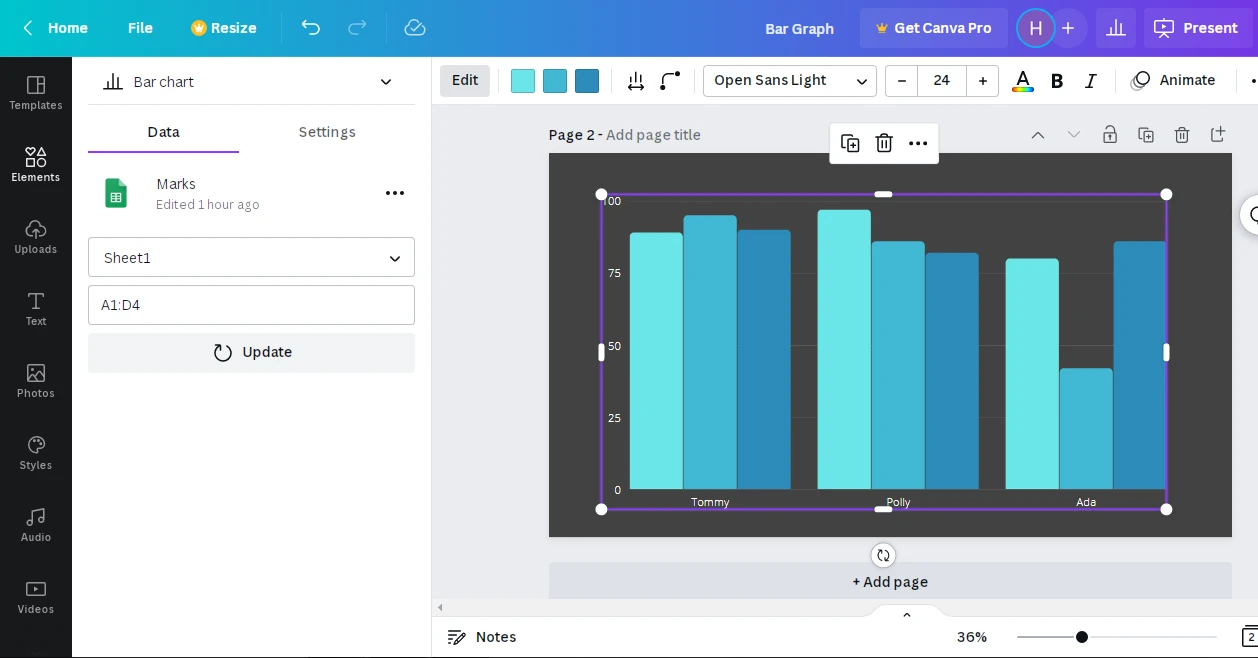 Home File Resize Bar Graph Get Canva Pro H + Present
Templates
Elements
Uploads
Text
Photos
Styles
Audio
Videos
Bar chart
Data Settings
Marks
Edited 1 hour ago
Sheet1
A1:D4
Update
Edit Open Sans Light – 24 + A B I Animate
Page 2 - Add page title
100
75
50
25
0
Tommy Polly Ada
+ Add page
Notes 36% 2